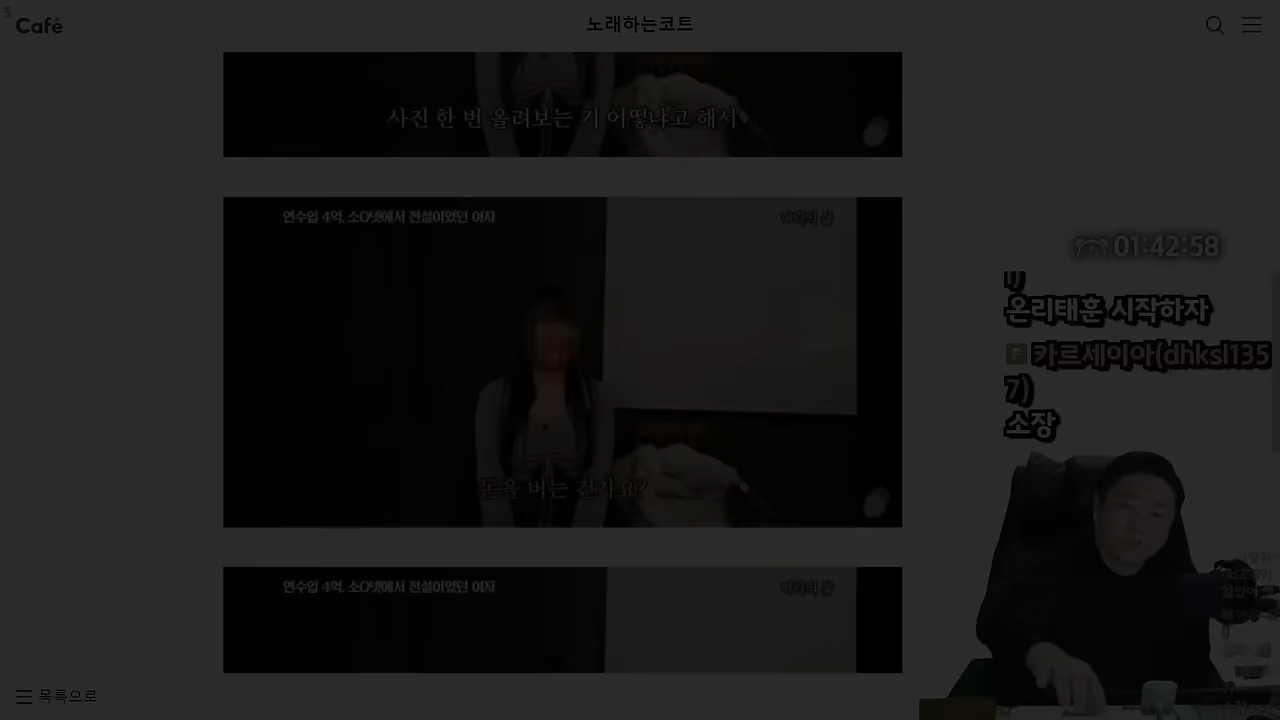 Café
노래하는코트
사진 한 번 올려보는 키 어떻냐고 해서
연수입 4억, 소O넷에서 전설이었던 여자
01:42:58
온리태훈 시작하자
F 카르세이아(dhksl135
7)
소장
돈을 버는 건가요?
연수입 4억, 소O넷에서 전설이었던 여자
목록으로